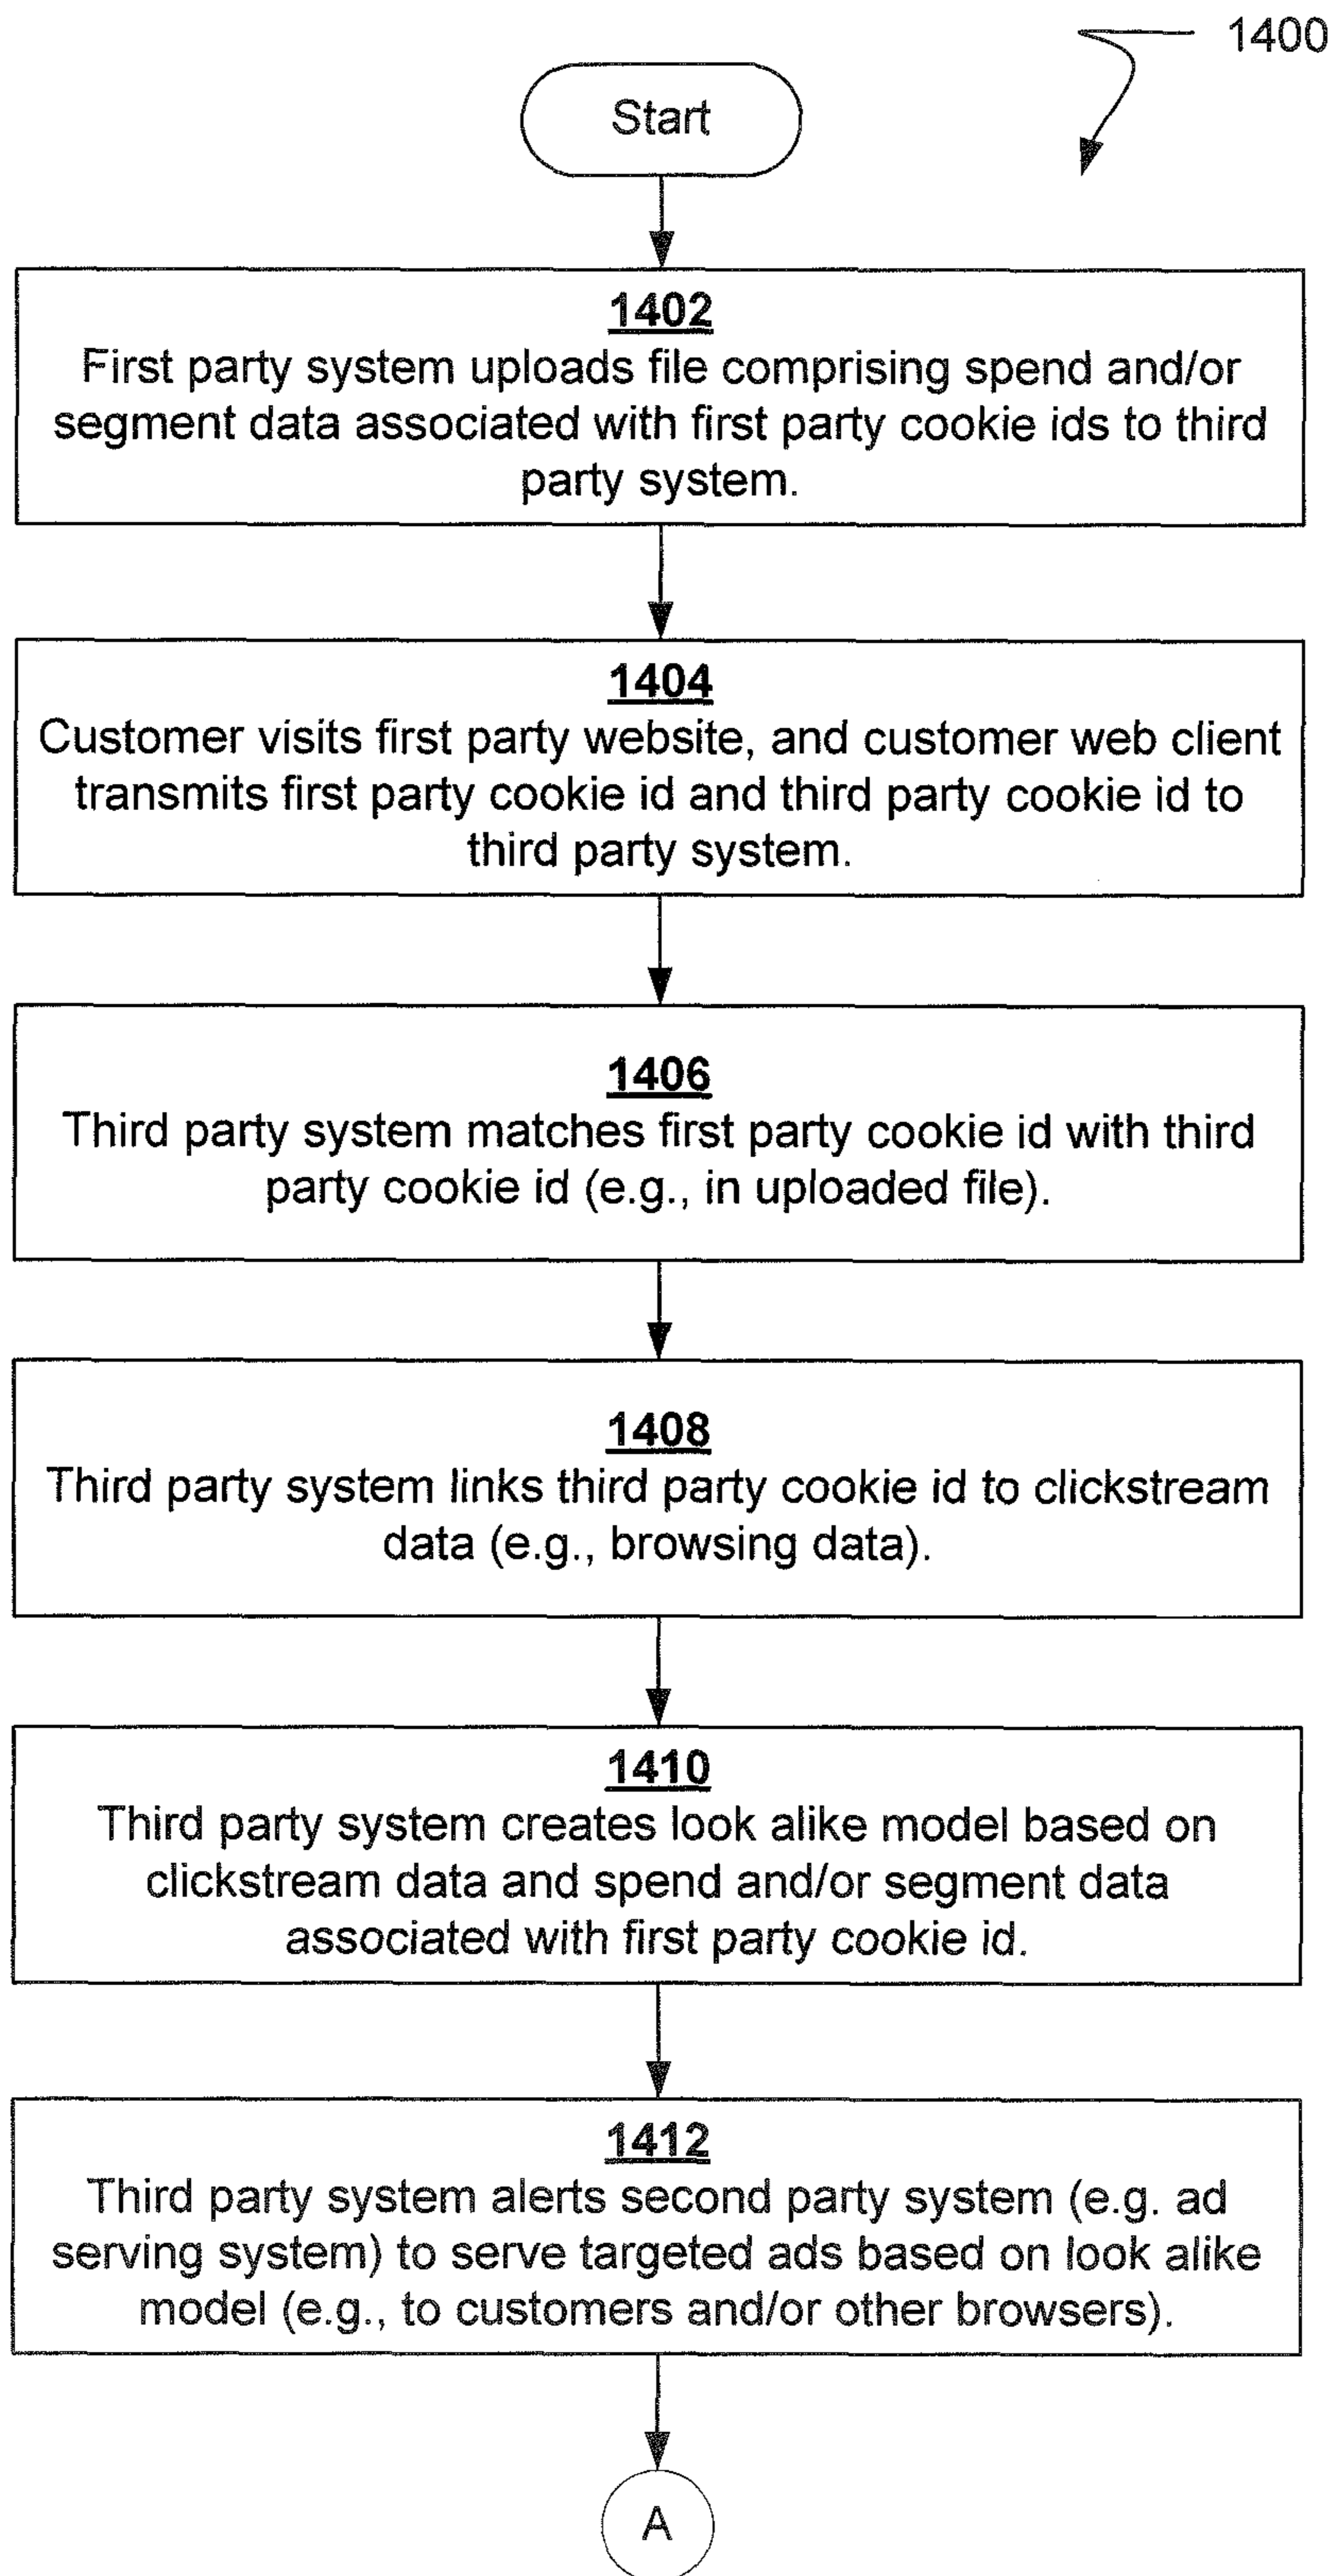 1400
Start
1402
First party system uploads file comprising spend and/or
segment data associated with first party cookie ids to third
party system.
1404
Customer visits first party website, and customer web client
transmits first party cookie id and third party cookie id to
third party system.
1406
Third party system matches first party cookie id with third
party cookie id (e.g., in uploaded file).
1408
Third party system links third party cookie id to clickstream
data (e.g., browsing data).
1410
Third party system creates look alike model based on
clickstream data and spend and/or segment data
associated with first party cookie id.
1412
Third party system alerts second party system (e.g. ad
serving system) to serve targeted ads based on look alike
model (e.g., to customers and/or other browsers).
A